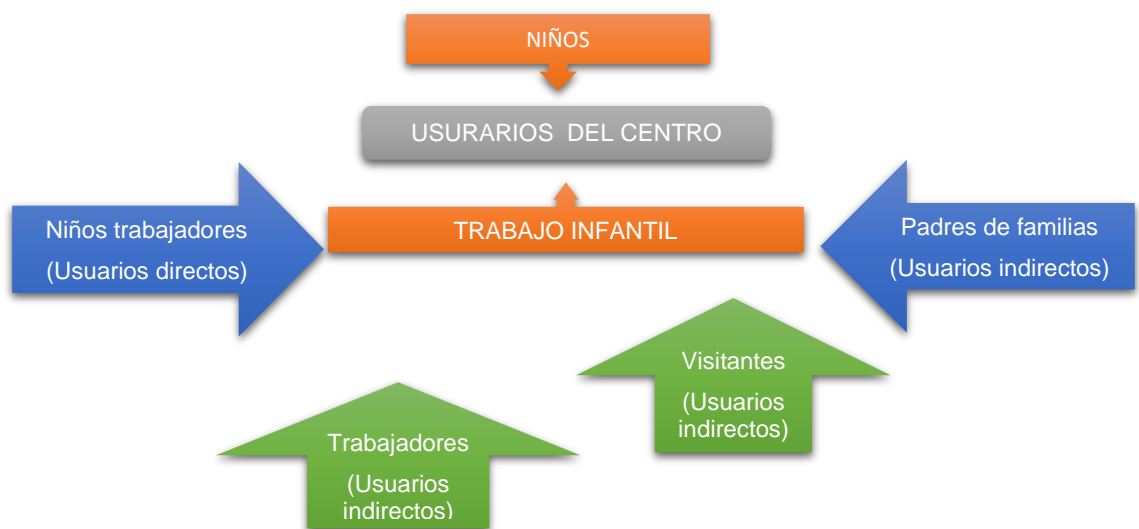 NIÑOS
USURARIOS DEL CENTRO
TRABAJO INFANTIL
Niños trabajadores
(Usuarios directos)
Padres de familias
(Usuarios indirectos)
Visitantes
(Usuarios
indirectos)
Trabajadores
(Usuarios
indirectos)